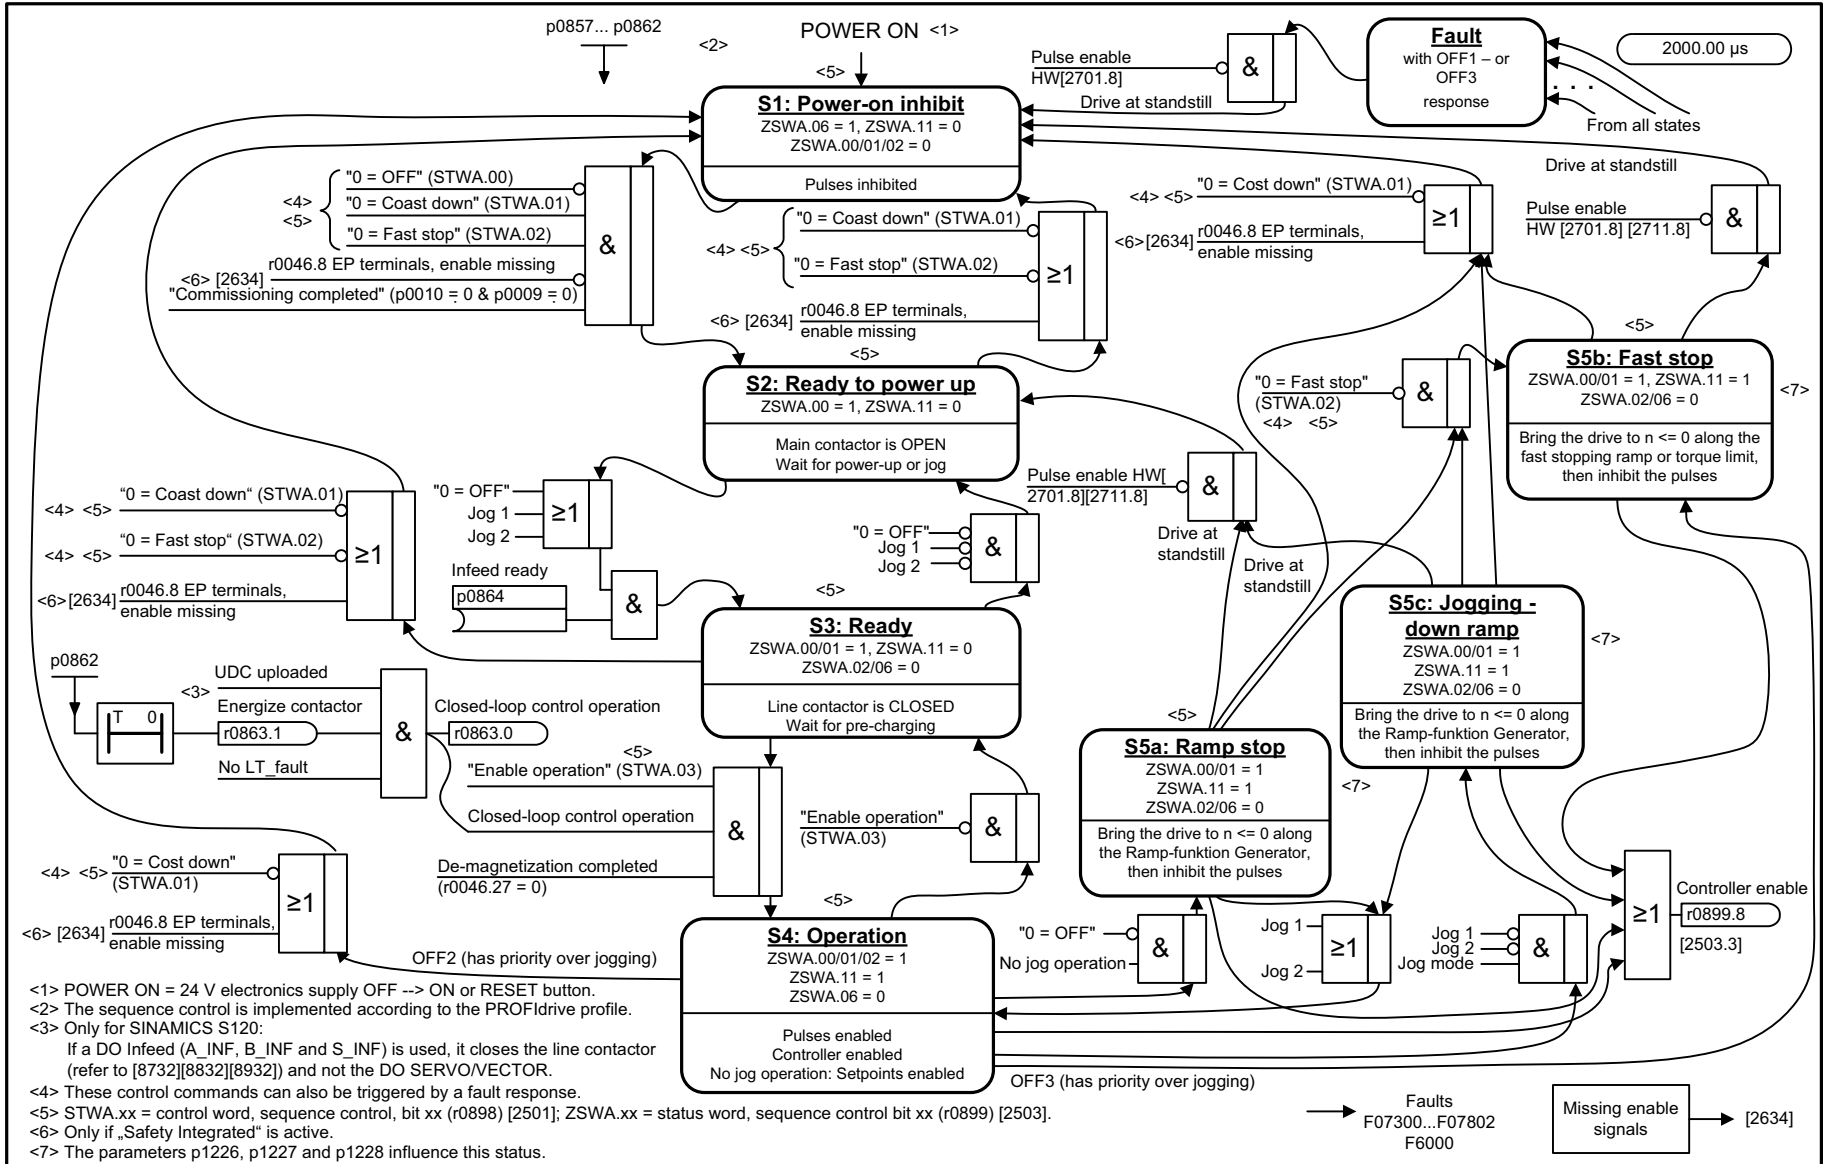 p0857... p0862
<2>
POWER ON <1>
<5>
S1: Power-on inhibit
ZSWA.06 = 1, ZSWA.11 = 0
ZSWA.00/01/02 = 0
Pulses inhibited
Pulse enable
HW[2701.8]
&
Drive at standstill
Fault
with OFF1 – or
OFF3
response
2000.00 µs
. . .
From all states
<4>
<5>
"0 = OFF" (STWA.00)
"0 = Coast down" (STWA.01)
"0 = Fast stop" (STWA.02)
r0046.8 EP terminals, enable missing
<6> [2634]
"Commissioning completed" (p0010 = 0 & p0009 = 0)
&
<4> <5>
"0 = Coast down" (STWA.01)
"0 = Fast stop" (STWA.02)
≥1
<6> [2634]
r0046.8 EP terminals,
enable missing
<4> <5>
"0 = Cost down" (STWA.01)
≥1
<6>[2634]
r0046.8 EP terminals,
enable missing
Drive at standstill
Pulse enable
HW [2701.8] [2711.8]
&
<5>
S2: Ready to power up
ZSWA.00 = 1, ZSWA.11 = 0
Main contactor is OPEN
Wait for power-up or jog
"0 = Fast stop"
(STWA.02)
<4> <5>
&
<5>
S5b: Fast stop
ZSWA.00/01 = 1, ZSWA.11 = 1
ZSWA.02/06 = 0
<7>
Bring the drive to n <= 0 along the
fast stopping ramp or torque limit,
then inhibit the pulses
<4> <5>
“0 = Coast down“ (STWA.01)
<4> <5>
“0 = Fast stop“ (STWA.02)
≥1
<6>[2634]
r0046.8 EP terminals,
enable missing
"0 = OFF"
Jog 1
Jog 2
≥1
Infeed ready
p0864
&
"0 = OFF"
Jog 1
Jog 2
&
Pulse enable HW[
2701.8][2711.8]
&
Drive at
standstill
Drive at
standstill
<5>
S3: Ready
ZSWA.00/01 = 1, ZSWA.11 = 0
ZSWA.02/06 = 0
Line contactor is CLOSED
Wait for pre-charging
S5c: Jogging -
down ramp
ZSWA.00/01 = 1
ZSWA.11 = 1
ZSWA.02/06 = 0
<7>
Bring the drive to n <= 0 along
the Ramp-funktion Generator,
then inhibit the pulses
p0862
T 0
<3>
UDC uploaded
Energize contactor
r0863.1
No LT_fault
&
Closed-loop control operation
r0863.0
<5>
"Enable operation" (STWA.03)
Closed-loop control operation
De-magnetization completed
(r0046.27 = 0)
&
"Enable operation"
(STWA.03)
&
<5>
S5a: Ramp stop
ZSWA.00/01 = 1
ZSWA.11 = 1
ZSWA.02/06 = 0
<7>
Bring the drive to n <= 0 along
the Ramp-funktion Generator,
then inhibit the pulses
<4> <5>
"0 = Cost down"
(STWA.01)
≥1
<6> [2634]
r0046.8 EP terminals,
enable missing
OFF2 (has priority over jogging)
<5>
S4: Operation
ZSWA.00/01/02 = 1
ZSWA.11 = 1
ZSWA.06 = 0
Pulses enabled
Controller enabled
No jog operation: Setpoints enabled
"0 = OFF"
No jog operation
&
Jog 1
Jog 2
≥1
Jog 1
Jog 2
Jog mode
&
≥1
Controller enable
r0899.8
[2503.3]
OFF3 (has priority over jogging)
<1> POWER ON = 24 V electronics supply OFF --> ON or RESET button.
<2> The sequence control is implemented according to the PROFIdrive profile.
<3> Only for SINAMICS S120:
If a DO Infeed (A_INF, B_INF and S_INF) is used, it closes the line contactor
(refer to [8732][8832][8932]) and not the DO SERVO/VECTOR.
<4> These control commands can also be triggered by a fault response.
<5> STWA.xx = control word, sequence control, bit xx (r0898) [2501]; ZSWA.xx = status word, sequence control bit xx (r0899) [2503].
<6> Only if „Safety Integrated“ is active.
<7> The parameters p1226, p1227 and p1228 influence this status.
Faults
F07300...F07802
F6000
Missing enable
signals
[2634]